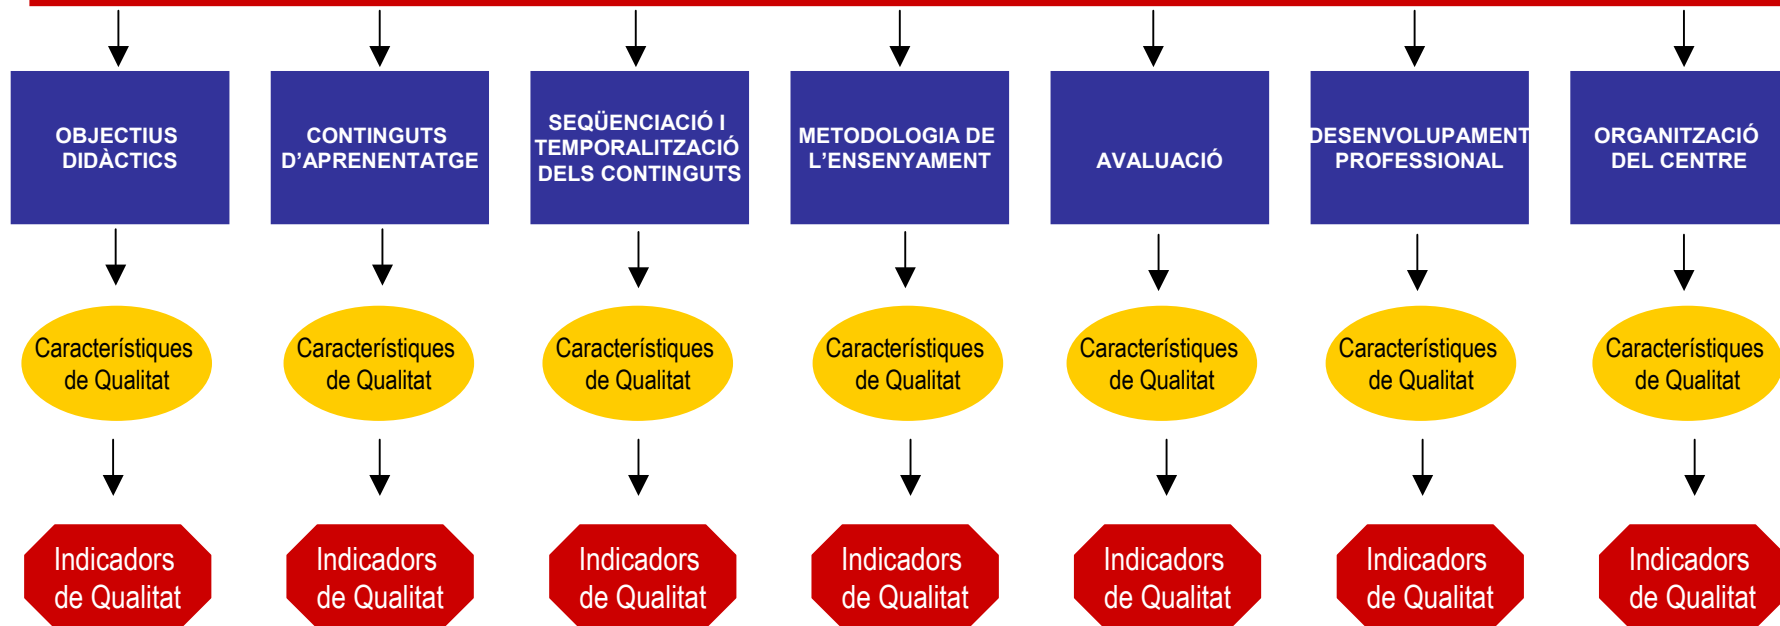 OBJECTIUS
DIDÀCTICS
CONTINGUTS
D’APRENENTATGE
SEQÜENCIACIÓ I
TEMPORALITZACIÓ
DELS CONTINGUTS
METODOLOGIA DE
L’ENSENYAMENT
AVALUACIÓ
DESENVOLUPAMENT
PROFESSIONAL
ORGANITZACIÓ
DEL CENTRE
Característiques
de Qualitat
Característiques
de Qualitat
Característiques
de Qualitat
Característiques
de Qualitat
Característiques
de Qualitat
Característiques
de Qualitat
Característiques
de Qualitat
Indicadors
de Qualitat
Indicadors
de Qualitat
Indicadors
de Qualitat
Indicadors
de Qualitat
Indicadors
de Qualitat
Indicadors
de Qualitat
Indicadors
de Qualitat